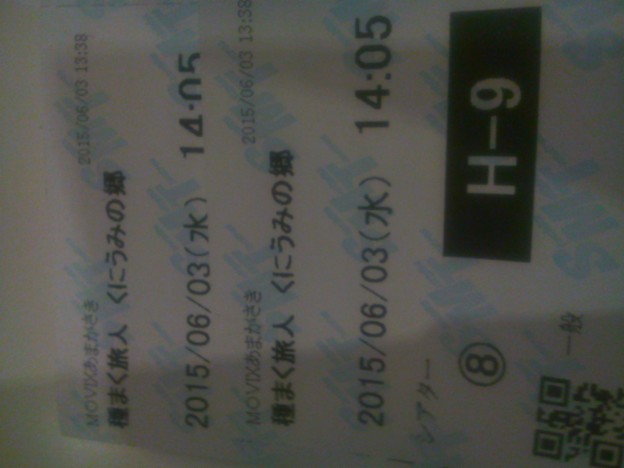 MOVIXあまがさき 2015/06/03 13:38
種まく旅人 くにうみの郷
2015/06/03(水) 14:05
MOVIXあまがさき 2015/06/03 13:38
種まく旅人 くにうみの郷
2015/06/03(水) 14:05
シアター
⑧ H-9
一般